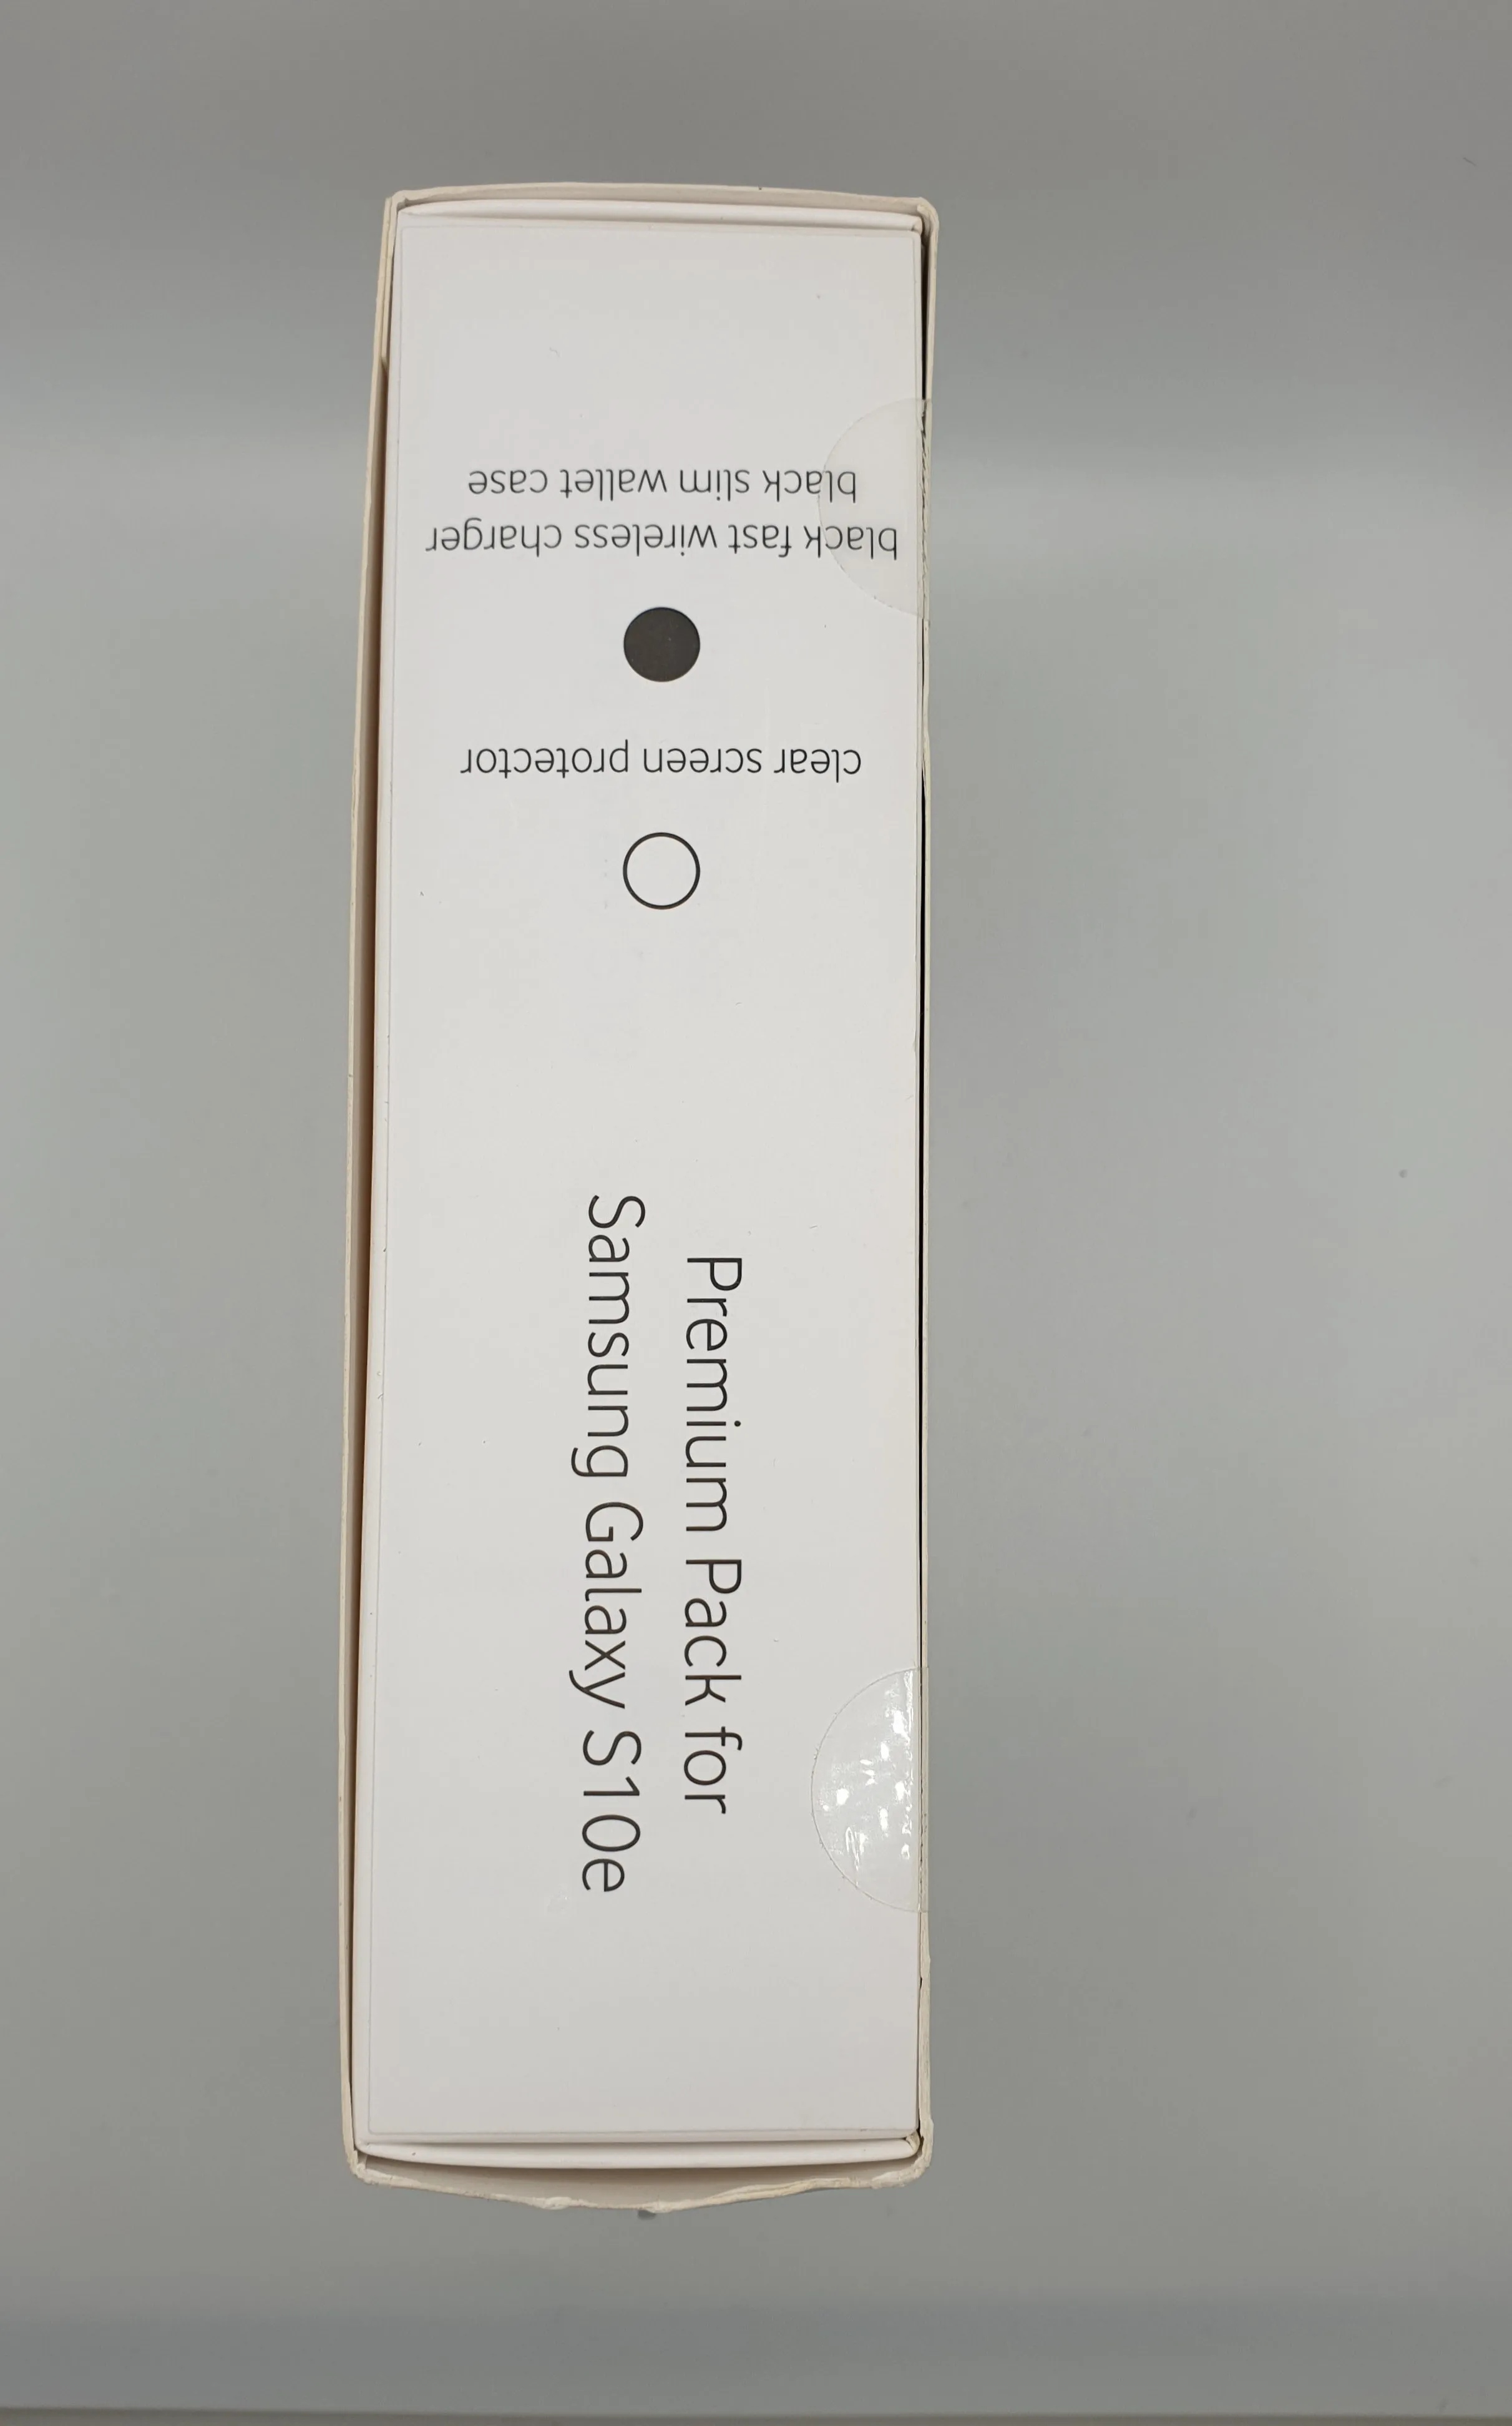 Premium Pack for
Samsung Galaxy S10e
clear screen protector
black fast wireless charger
black slim wallet case